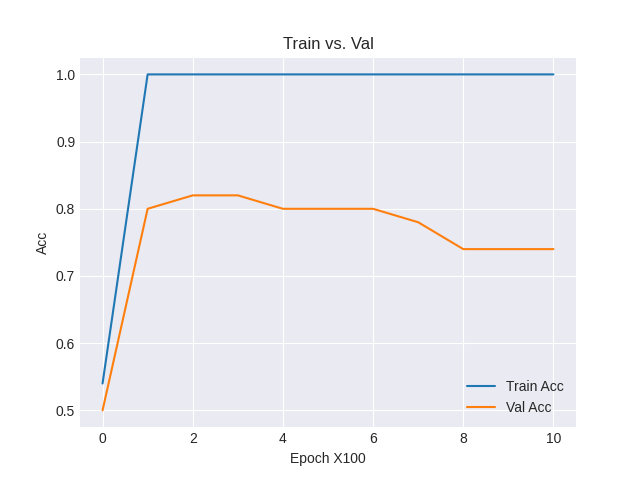 Train vs. Val
1.0
0.9
0.8
0.7
0.6
0.5
Acc
Train Acc
Val Acc
0 2 4 6 8 10
Epoch X100